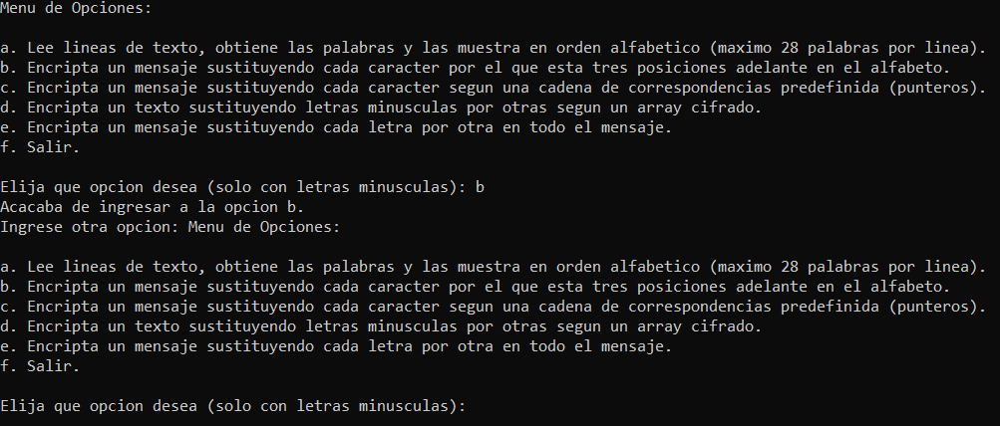 Menu de Opciones:
a. Lee lineas de texto, obtiene las palabras y las muestra en orden alfabetico (maximo 28 palabras por linea).
b. Encripta un mensaje sustituyendo cada caracter por el que esta tres posiciones adelante en el alfabeto.
c. Encripta un mensaje sustituyendo cada caracter segun una cadena de correspondencias predefinida (punteros).
d. Encripta un texto sustituyendo letras minusculas por otras segun un array cifrado.
e. Encripta un mensaje sustituyendo cada letra por otra en todo el mensaje.
f. Salir.
Elija que opcion desea (solo con letras minusculas): b
Acacaba de ingresar a la opcion b.
Ingrese otra opcion: Menu de Opciones:
a. Lee lineas de texto, obtiene las palabras y las muestra en orden alfabetico (maximo 28 palabras por linea).
b. Encripta un mensaje sustituyendo cada caracter por el que esta tres posiciones adelante en el alfabeto.
c. Encripta un mensaje sustituyendo cada caracter segun una cadena de correspondencias predefinida (punteros).
d. Encripta un texto sustituyendo letras minusculas por otras segun un array cifrado.
e. Encripta un mensaje sustituyendo cada letra por otra en todo el mensaje.
f. Salir.
Elija que opcion desea (solo con letras minusculas):